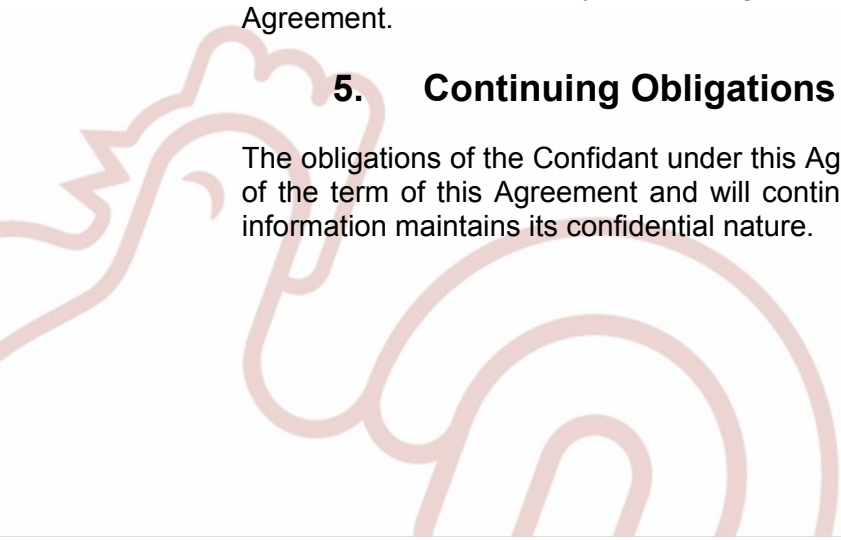 Agreement.
5. Continuing Obligations
The obligations of the Confidant under this Ag
of the term of this Agreement and will contin
information maintains its confidential nature.